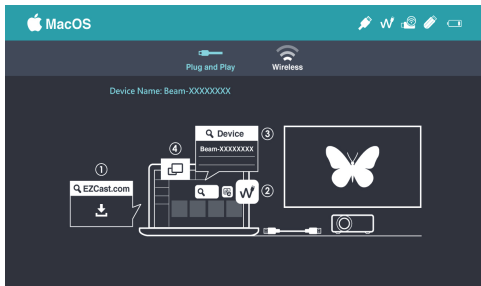 MacOS
Plug and Play
Wireless
Device Name: Beam-XXXXXXXX
④
Device
③
Beam-XXXXXXXX
①
EZCast.com
②